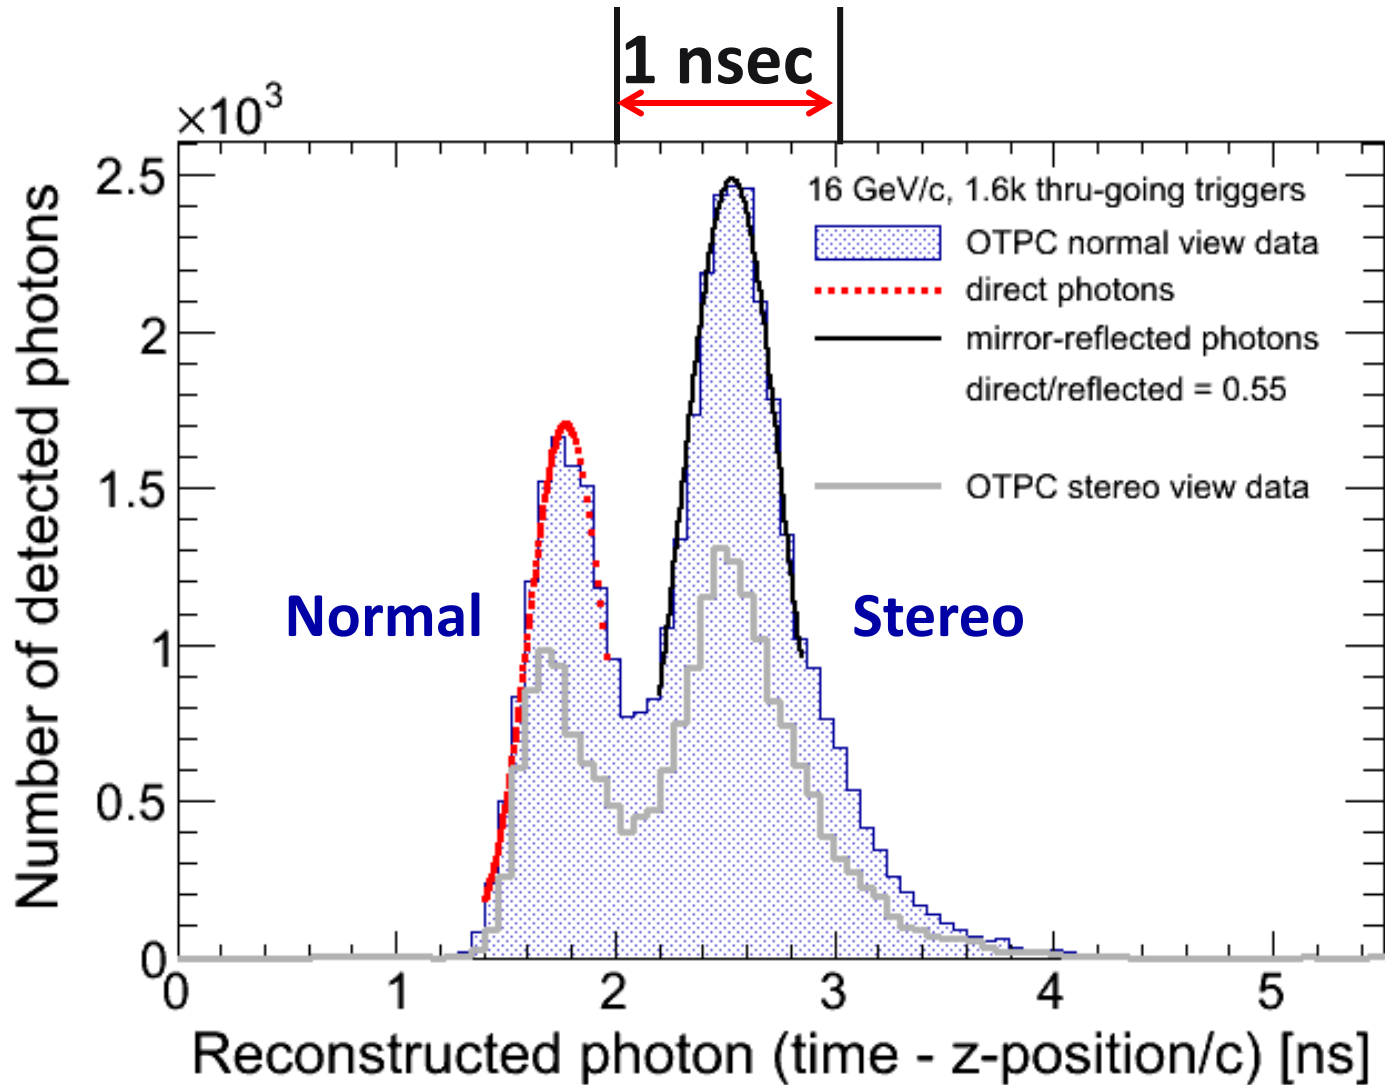 1 nsec
×10³
2.5
2
1.5
1
0.5
0
Number of detected photons
16 GeV/c, 1.6k thru-going triggers
OTPC normal view data
direct photons
mirror-reflected photons
direct/reflected = 0.55
OTPC stereo view data
Normal
Stereo
0 1 2 3 4 5
Reconstructed photon (time - z-position/c) [ns]